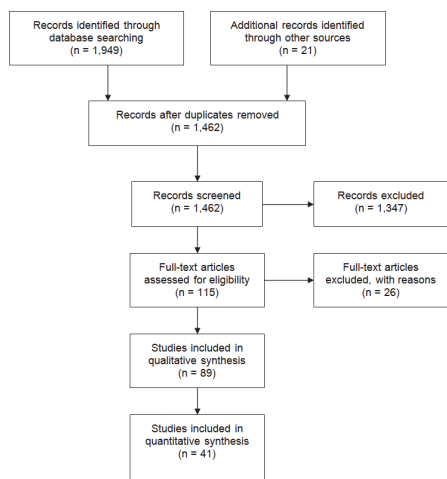 Records identified through
database searching
(n = 1,949)
Additional records identified
through other sources
(n = 21)
Records after duplicates removed
(n = 1,462)
Records screened
(n = 1,462)
Records excluded
(n = 1,347)
Full-text articles
assessed for eligibility
(n = 115)
Full-text articles
excluded, with reasons
(n = 26)
Studies included in
qualitative synthesis
(n = 89)
Studies included in
quantitative synthesis
(n = 41)